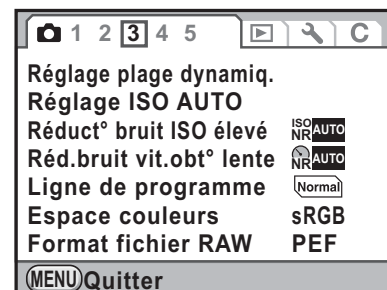 1 2 3 4 5 C
Réglage plage dynamiq.
Réglage ISO AUTO
Réduct° bruit ISO élevé ISO NR AUTO
Réd.bruit vit.obt° lente NR AUTO
Ligne de programme Normal
Espace couleurs sRGB
Format fichier RAW PEF
MENU Quitter